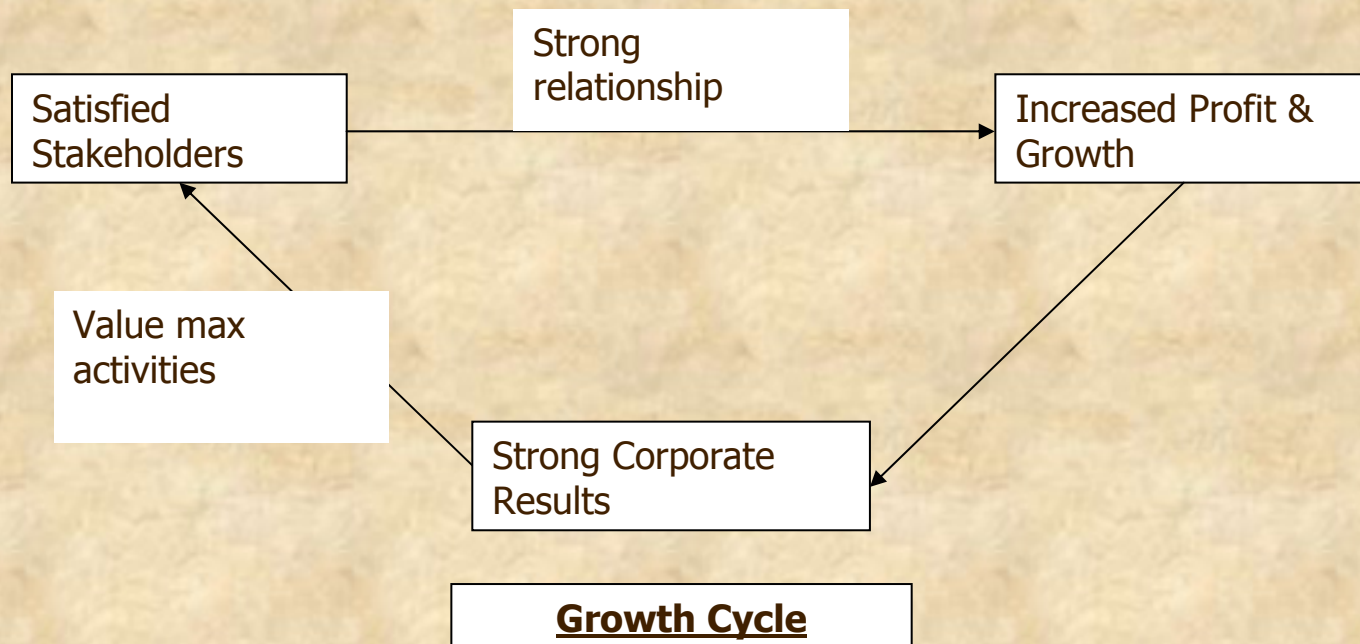 Strong
relationship
Satisfied
Stakeholders
Increased Profit &
Growth
Value max
activities
Strong Corporate
Results
Growth Cycle